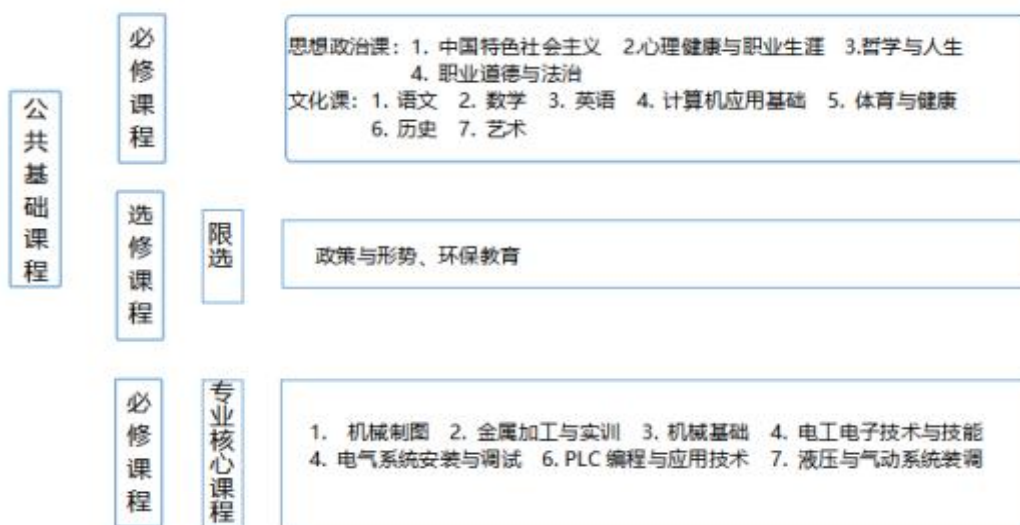 公共基础课程
必修课程
思想政治课：1. 中国特色社会主义 2.心理健康与职业生涯 3.哲学与人生
4. 职业道德与法治
文化课：1. 语文 2. 数学 3. 英语 4. 计算机应用基础 5. 体育与健康
6. 历史 7. 艺术
选修课程
限选
政策与形势、环保教育
必修课程
专业核心课程
1. 机械制图 2. 金属加工与实训 3. 机械基础 4. 电工电子技术与技能
4. 电气系统安装与调试 6. PLC 编程与应用技术 7. 液压与气动系统装调